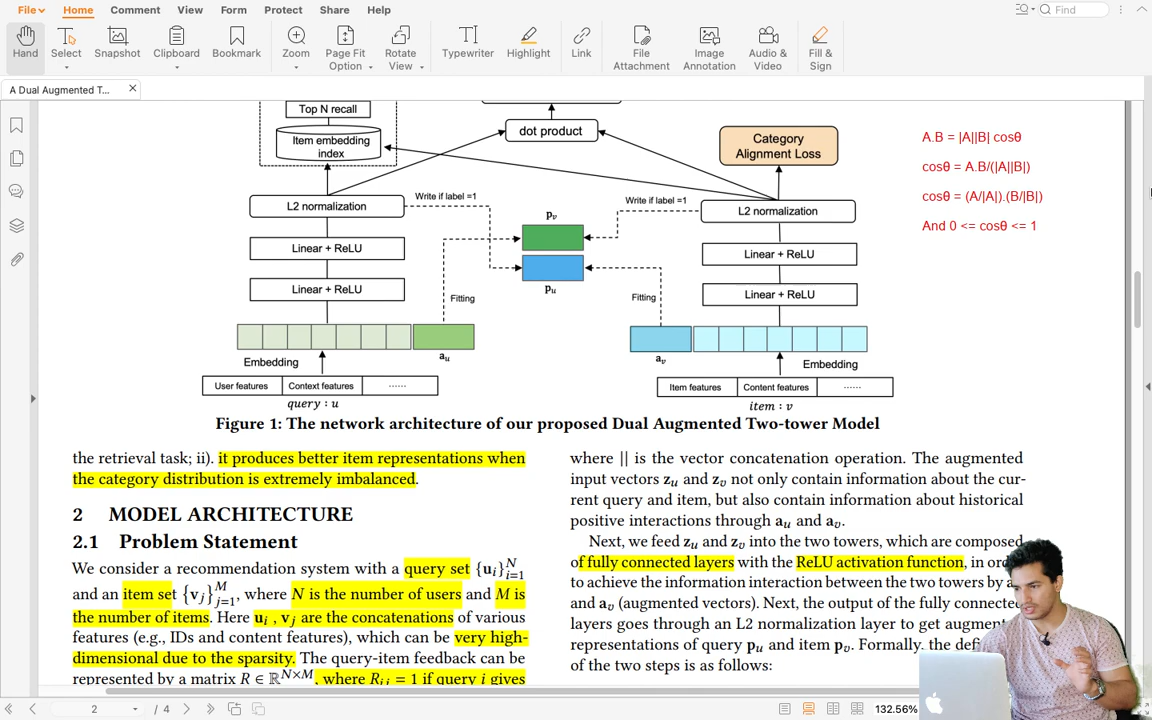 File
Home
Comment
View
Form
Protect
Share
Help
Find
Hand
Select
Snapshot
Clipboard
Bookmark
Zoom
Page Fit
Option
Rotate
View
Typewriter
Highlight
Link
File
Attachment
Image
Annotation
Audio &
Video
Fill &
Sign
A Dual Augmented T...
Top N recall
Item embedding
index
dot product
Category
Alignment Loss
A.B = |A||B| cosθ
cosθ = A.B/(|A||B|)
cosθ = (A/|A|).(B/|B|)
And 0 <= cosθ <= 1
L2 normalization
Write if label =1
pᵥ
Write if label =1
L2 normalization
Linear + ReLU
Linear + ReLU
pᵤ
Linear + ReLU
Fitting
Fitting
Linear + ReLU
aᵤ
aᵥ
Embedding
Embedding
User features
Context features
......
Item features
Content features
......
query : u
item : v
Figure 1: The network architecture of our proposed Dual Augmented Two-tower Model
the retrieval task; ii). it produces better item representations when
the category distribution is extremely imbalanced.
2 MODEL ARCHITECTURE
2.1 Problem Statement
We consider a recommendation system with a query set {uᵢ}ᴺᵢ₌₁
and an item set {vⱼ}ᴹⱼ₌₁, where N is the number of users and M is
the number of items. Here uᵢ , vⱼ are the concatenations of various
features (e.g., IDs and content features), which can be very high-
dimensional due to the sparsity. The query-item feedback can be
represented by a matrix R ∈ ℝᴺˣᴹ, where Rᵢⱼ = 1 if query i gives
where || is the vector concatenation operation. The augmented
input vectors zᵤ and zᵥ not only contain information about the cur-
rent query and item, but also contain information about historical
positive interactions through aᵤ and aᵥ.
Next, we feed zᵤ and zᵥ into the two towers, which are composed
of fully connected layers with the ReLU activation function, in
to achieve the information interaction between the two towers by
and aᵥ (augmented vectors). Next, the output of the fully connected
layers goes through an L2 normalization layer to get
representations of query pᵤ and item pᵥ. Formally, the
of the two steps is as follows:
2
/ 4
132.56%